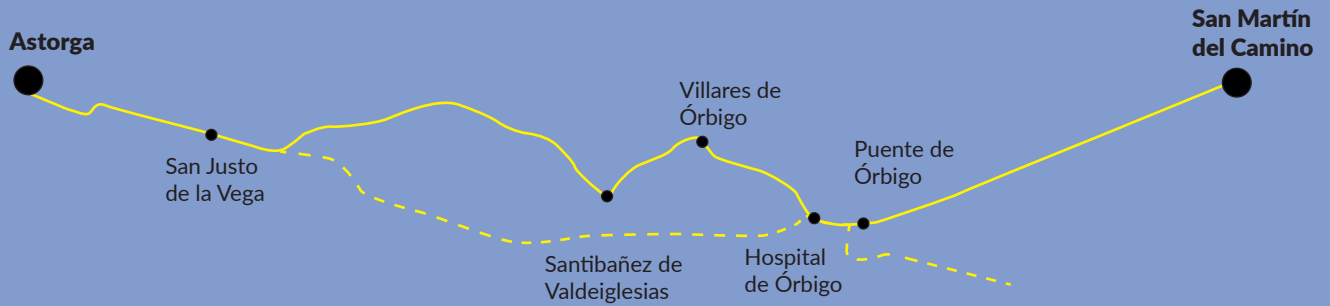 Astorga
San Justo
de la Vega
Santibañez de
Valdeiglesias
Villares de
Órbigo
Hospital
de Órbigo
Puente de
Órbigo
San Martín
del Camino